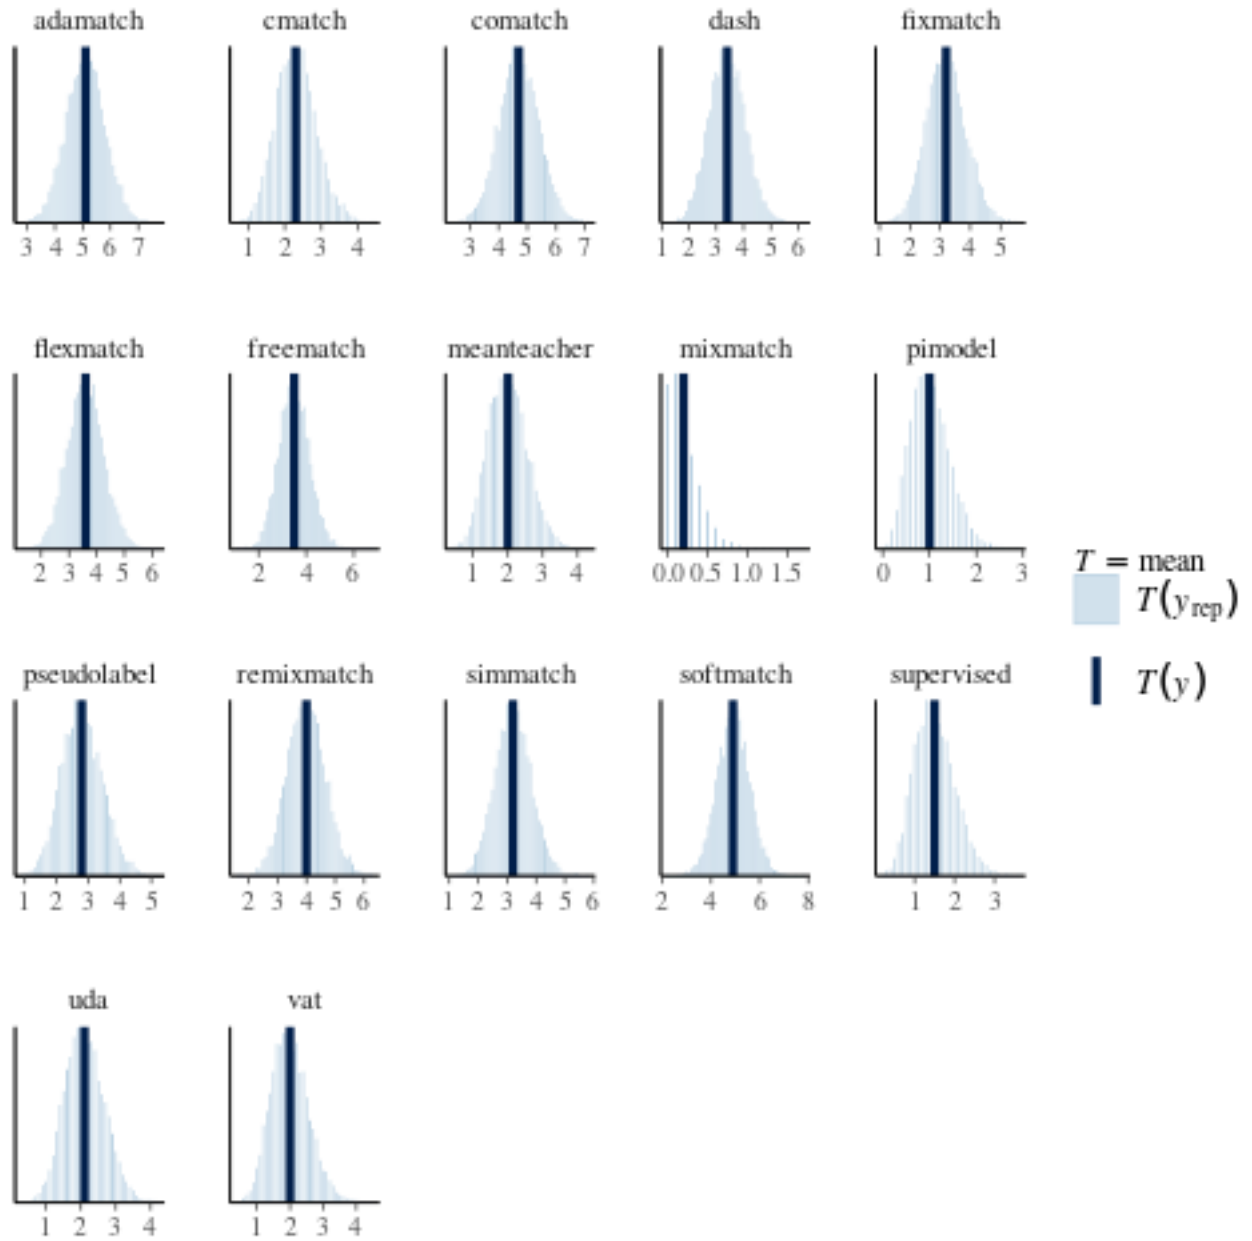 adamatch cmatch comatch dash fixmatch
3 4 5 6 7 1 2 3 4 3 4 5 6 7 1 2 3 4 5 6 1 2 3 4 5
flexmatch freematch meanteacher mixmatch pimodel
2 3 4 5 6 2 4 6 1 2 3 4 0.0 0.5 1.0 1.5 0 1 2 3
T = mean
T(y_rep)
T(y)
pseudolabel remixmatch simmatch softmatch supervised
1 2 3 4 5 2 3 4 5 6 1 2 3 4 5 6 2 4 6 8 1 2 3
uda vat
1 2 3 4 1 2 3 4